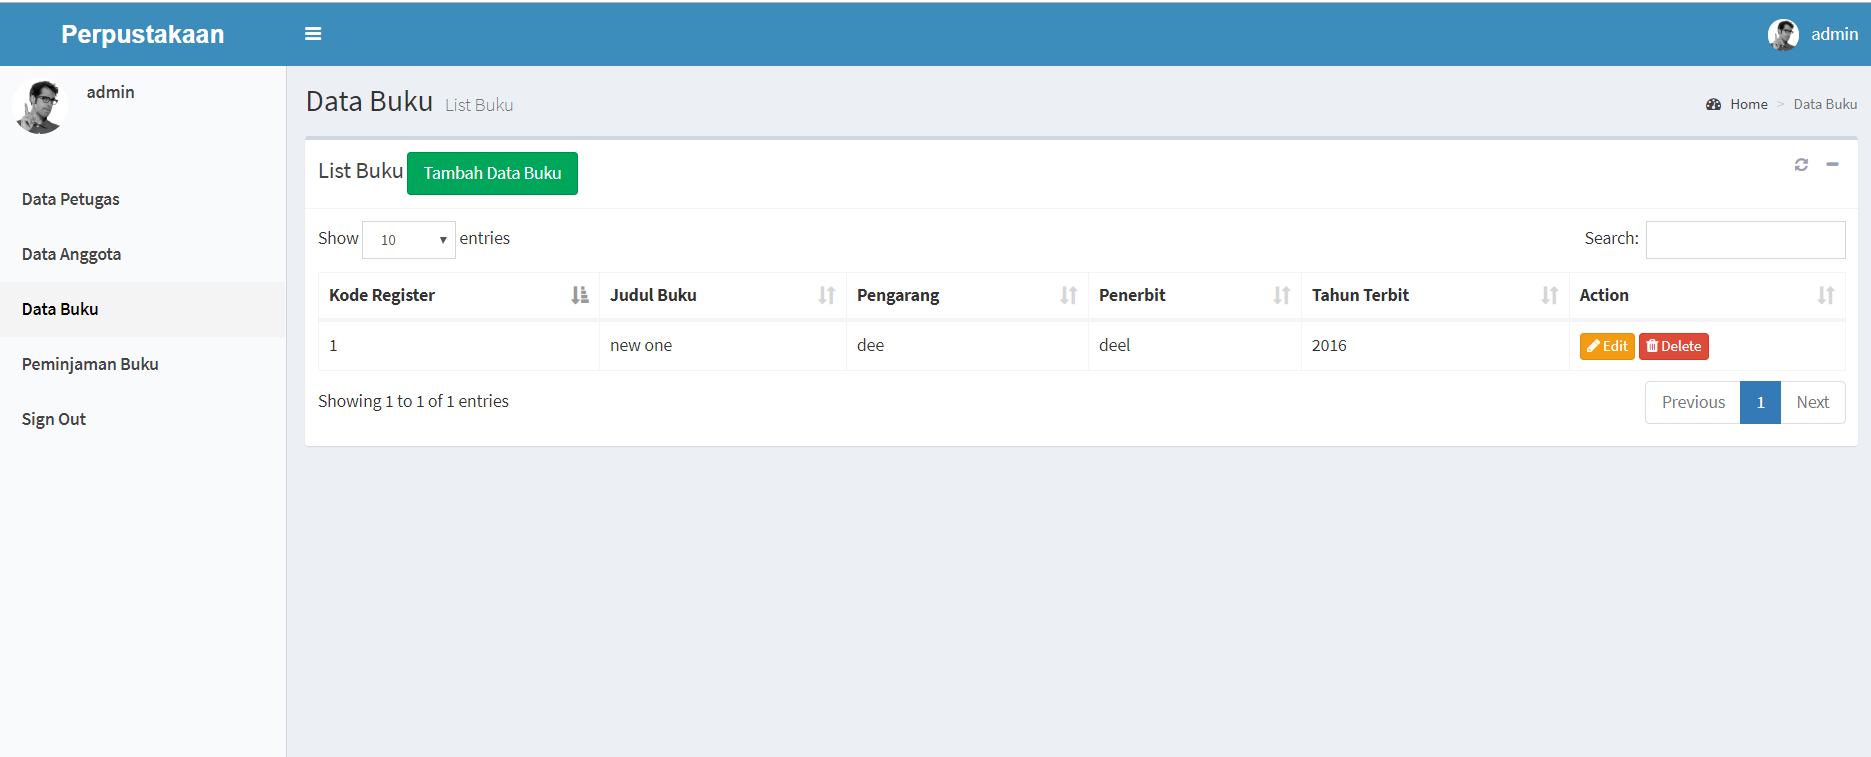 Perpustakaan
admin
admin
Data Petugas
Data Anggota
Data Buku
Peminjaman Buku
Sign Out
Data Buku List Buku
Home > Data Buku
List Buku Tambah Data Buku
Show 10 entries
Search:
Kode Register Judul Buku Pengarang Penerbit Tahun Terbit Action
1 new one dee deel 2016 Edit Delete
Showing 1 to 1 of 1 entries
Previous 1 Next